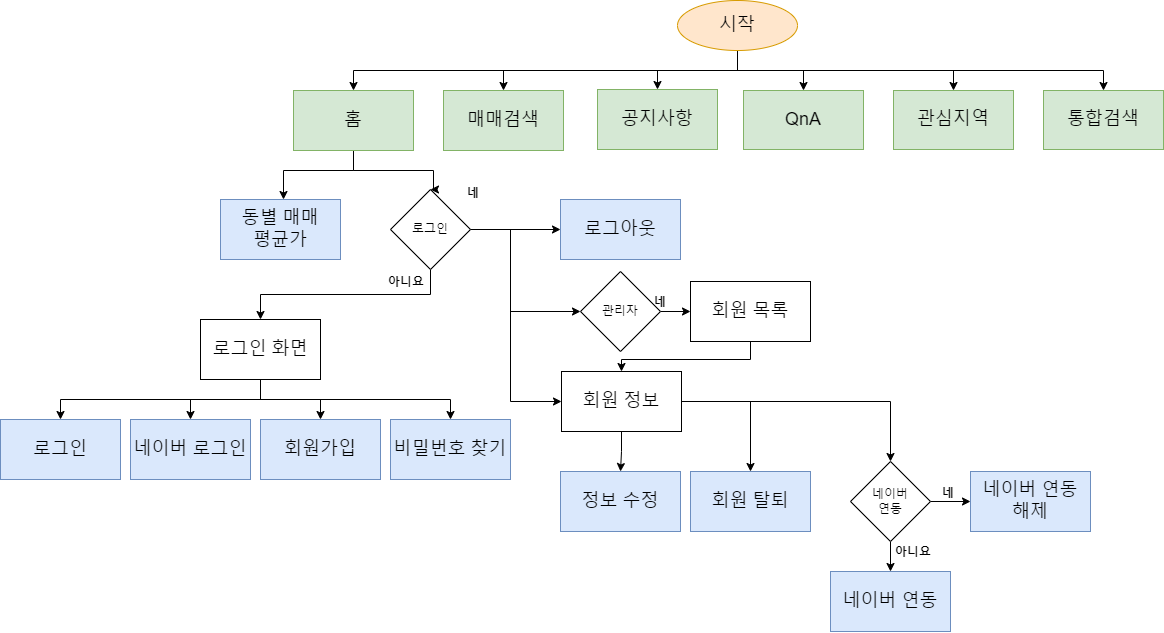 시작
홈
매매검색
공지사항
QnA
관심지역
통합검색
네
동별 매매
평균가
로그인
로그아웃
아니요
관리자
네
회원 목록
로그인 화면
회원 정보
로그인
네이버 로그인
회원가입
비밀번호 찾기
정보 수정
회원 탈퇴
네이버
연동
네
네이버 연동
해제
아니요
네이버 연동